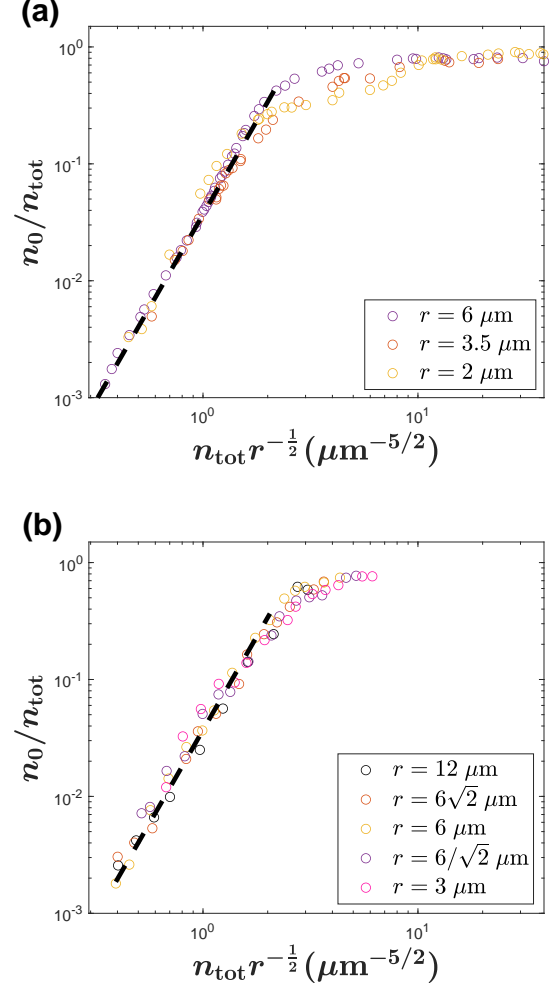 (a)
10^0
10^-1
10^-2
10^-3
n_0/n_tot
r = 6 μm
r = 3.5 μm
r = 2 μm
10^0
10^1
n_tot r^-1/2 (μm^-5/2)
(b)
10^0
10^-1
10^-2
10^-3
n_0/n_tot
r = 12 μm
r = 6√2 μm
r = 6 μm
r = 6/√2 μm
r = 3 μm
10^0
10^1
n_tot r^-1/2 (μm^-5/2)